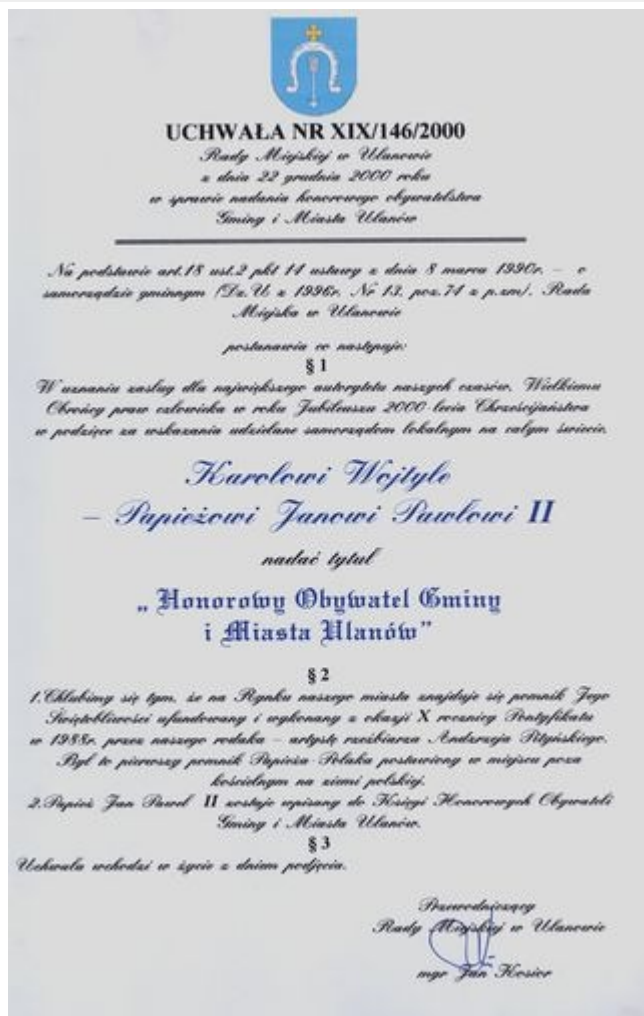 UCHWAŁA NR XIX/146/2000
Rady Miejskiej w Ulanowie
z dnia 22 grudnia 2000 roku
w sprawie nadania honorowego obywatelstwa
Gminy i Miasta Ulanów
Na podstawie art.18 ust.2 pkt 14 ustawy z dnia 8 marca 1990r. – o
samorządzie gminnym (Dz.U z 1996r. Nr 13, poz.74 z p.zm). Rada
Miejska w Ulanowie
postanawia co następuje:
§ 1
W uznaniu zasług dla największego autorytetu naszych czasów, Wielkiemu
Obrońcy praw człowieka w roku Jubileuszu 2000-lecia Chrześcijaństwa
w podzięce za wskazania udzielane samorządom lokalnym na całym świecie,
Karolowi Wojtyle
– Papieżowi Janowi Pawłowi II
nadać tytuł
„Honorowy Obywatel Gminy
i Miasta Ulanów”
§ 2
1.Chlubimy się tym, że na Rynku naszego miasta znajduje się pomnik Jego
Świętobliwości ufundowany i wykonany z okazji X rocznicy Pontyfikatu
w 1988r. przez naszego rodaka – artystę rzeźbiarza Andrzeja Pityńskiego.
Był to pierwszy pomnik Papieża-Polaka postawiony w miejscu poza
kościelnym na ziemi polskiej.
2.Papież Jan Paweł II zostaje wpisany do Księgi Honorowych Obywateli
Gminy i Miasta Ulanów.
§ 3
Uchwała wchodzi w życie z dniem podjęcia.
Przewodniczący
Rady Miejskiej w Ulanowie
mgr Jan Kosior